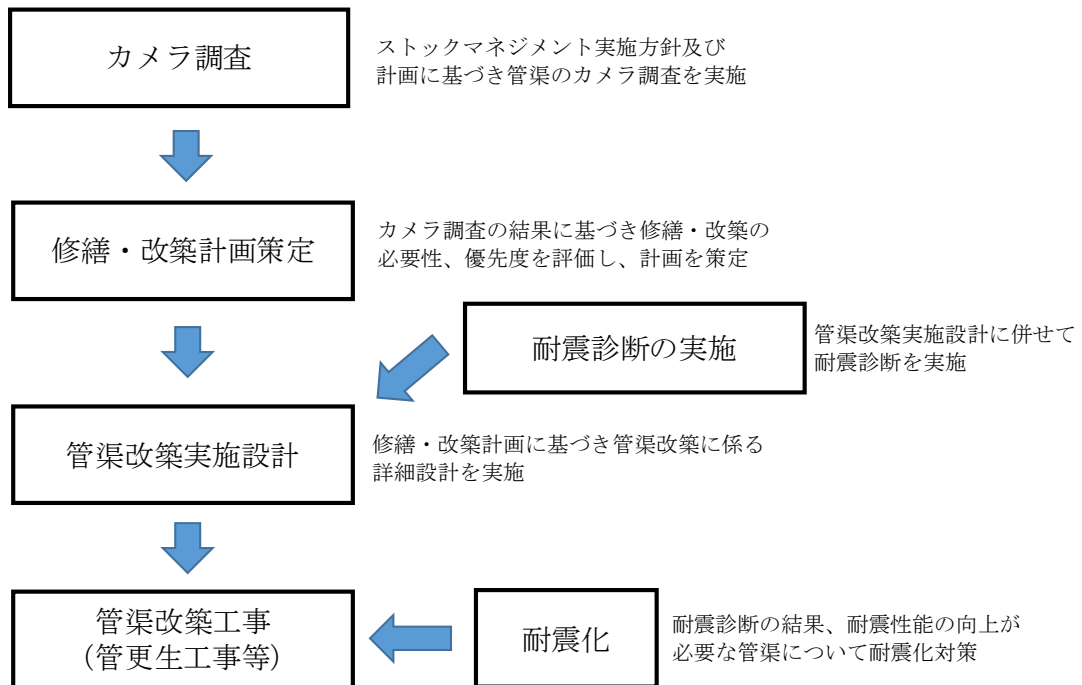 カメラ調査
ストックマネジメント実施方針及び
計画に基づき管渠のカメラ調査を実施
修繕・改築計画策定
カメラ調査の結果に基づき修繕・改築の
必要性、優先度を評価し、計画を策定
耐震診断の実施
管渠改築実施設計に併せて
耐震診断を実施
管渠改築実施設計
修繕・改築計画に基づき管渠改築に係る
詳細設計を実施
管渠改築工事
(管更生工事等)
耐震化
耐震診断の結果、耐震性能の向上が
必要な管渠について耐震化対策